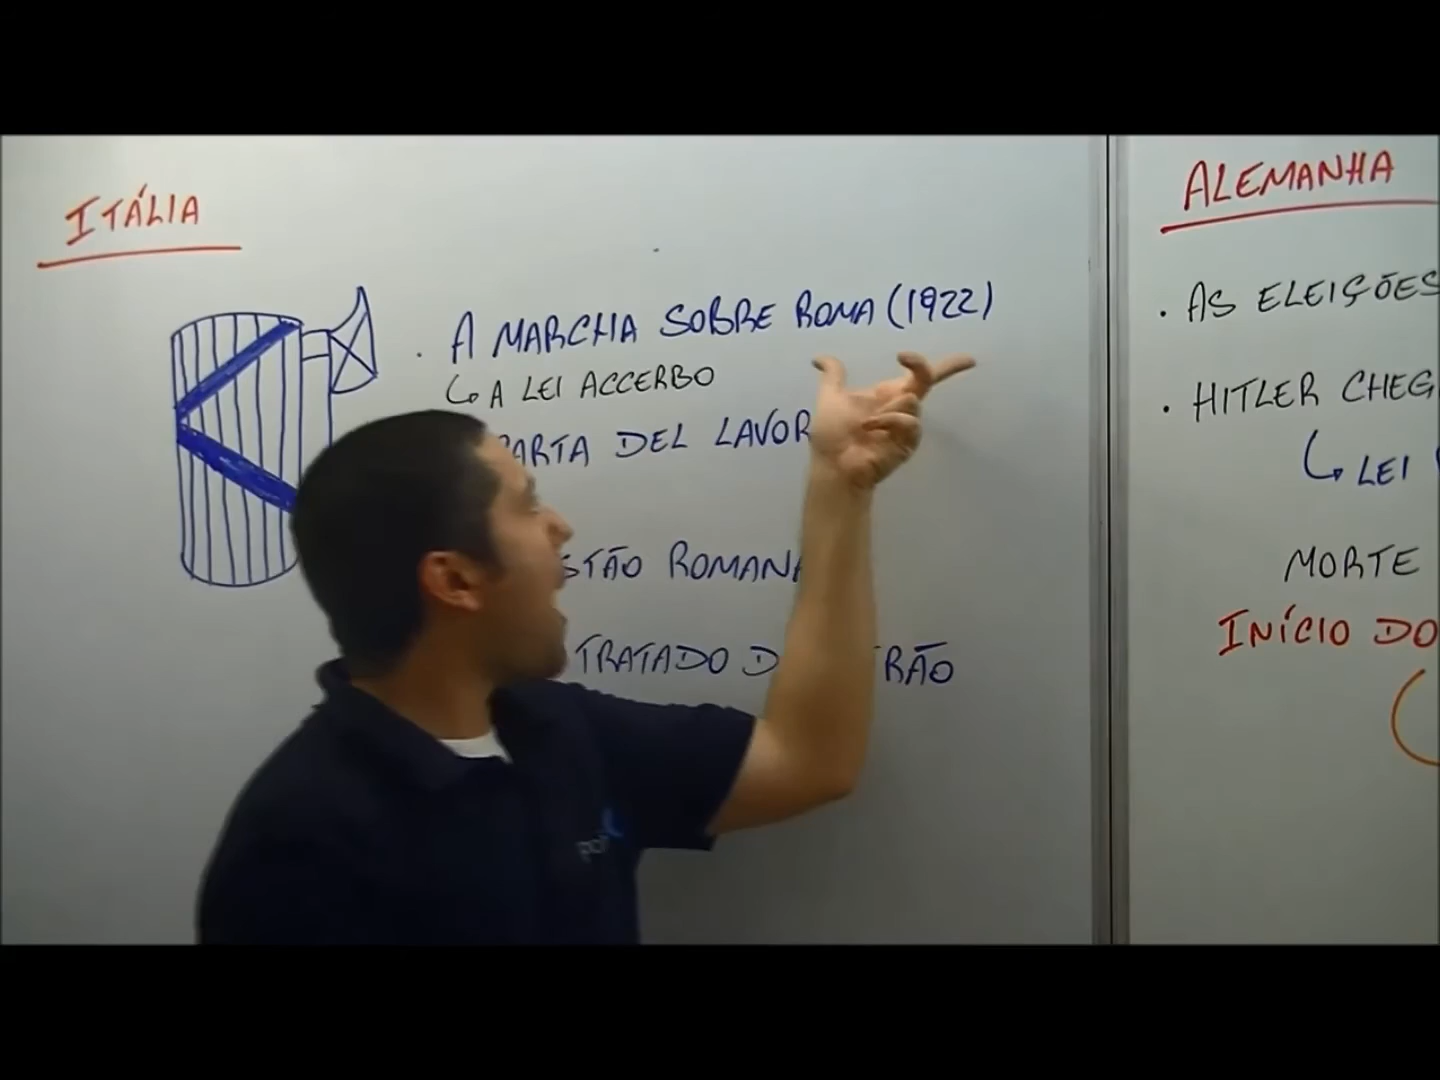 ITÁLIA
. A MARCHA SOBRE ROMA (1922)
↳ A LEI ACCERBO
CARTA DEL LAVOR
STÃO ROMANA
TRATADO D RÃO
ALEMANHA
. AS ELEIÇÕES
. HITLER CHEG
↳ LEI
MORTE
INÍCIO DO